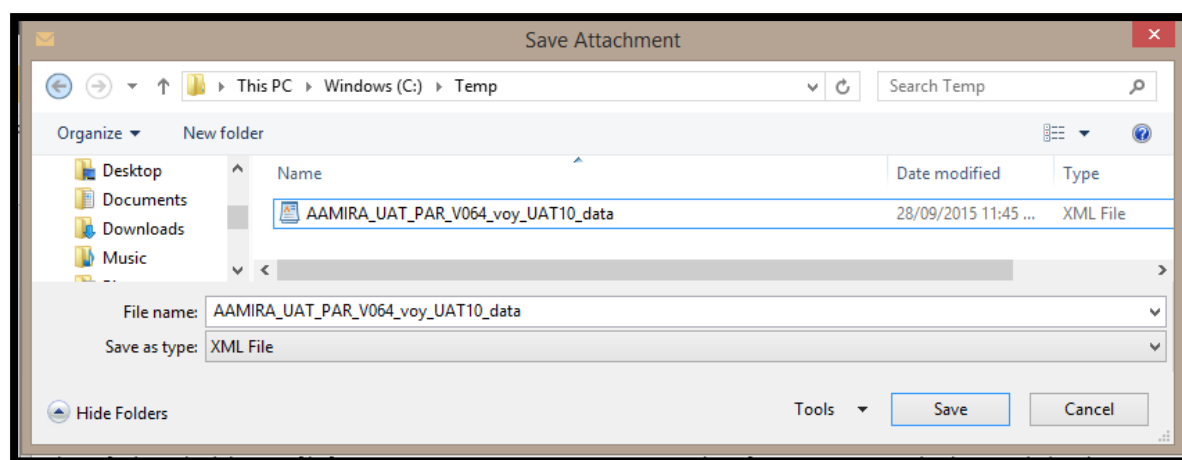 Save Attachment
This PC Windows (C:) Temp Search Temp
Organize New folder
Desktop Name Date modified Type
Documents AAMIRA_UAT_PAR_V064_voy_UAT10_data 28/09/2015 11:45 ... XML File
Downloads
Music
File name: AAMIRA_UAT_PAR_V064_voy_UAT10_data
Save as type: XML File
Hide Folders Tools Save Cancel